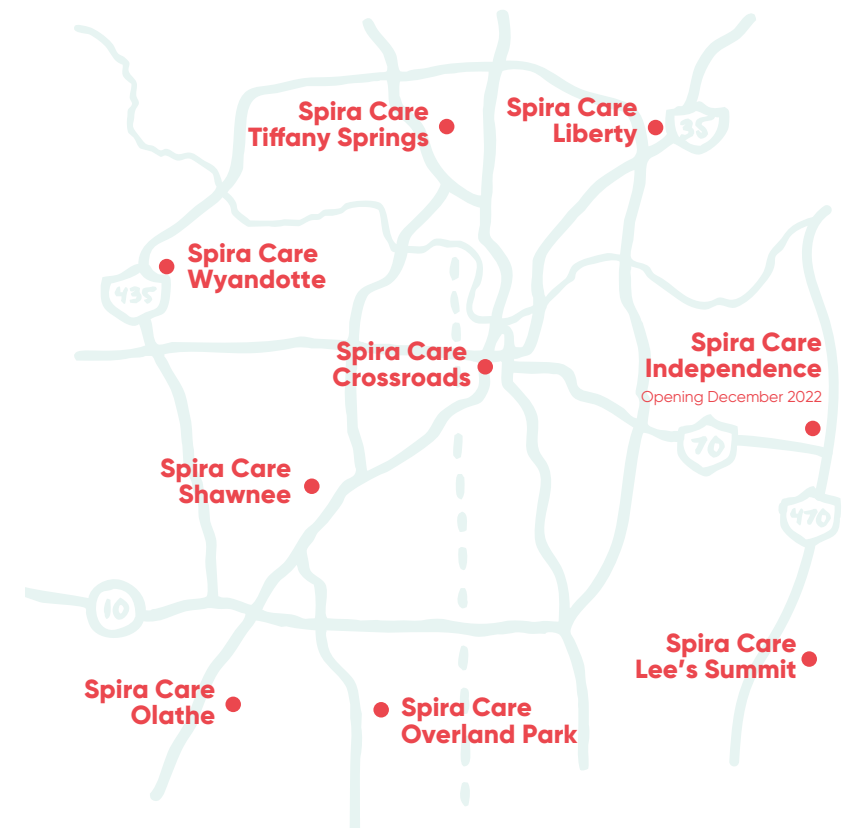 Spira Care
Tiffany Springs
Spira Care
Liberty
35
Spira Care
Wyandotte
435
Spira Care
Crossroads
Spira Care
Independence
Opening December 2022
70
Spira Care
Shawnee
470
10
Spira Care
Lee's Summit
Spira Care
Olathe
Spira Care
Overland Park